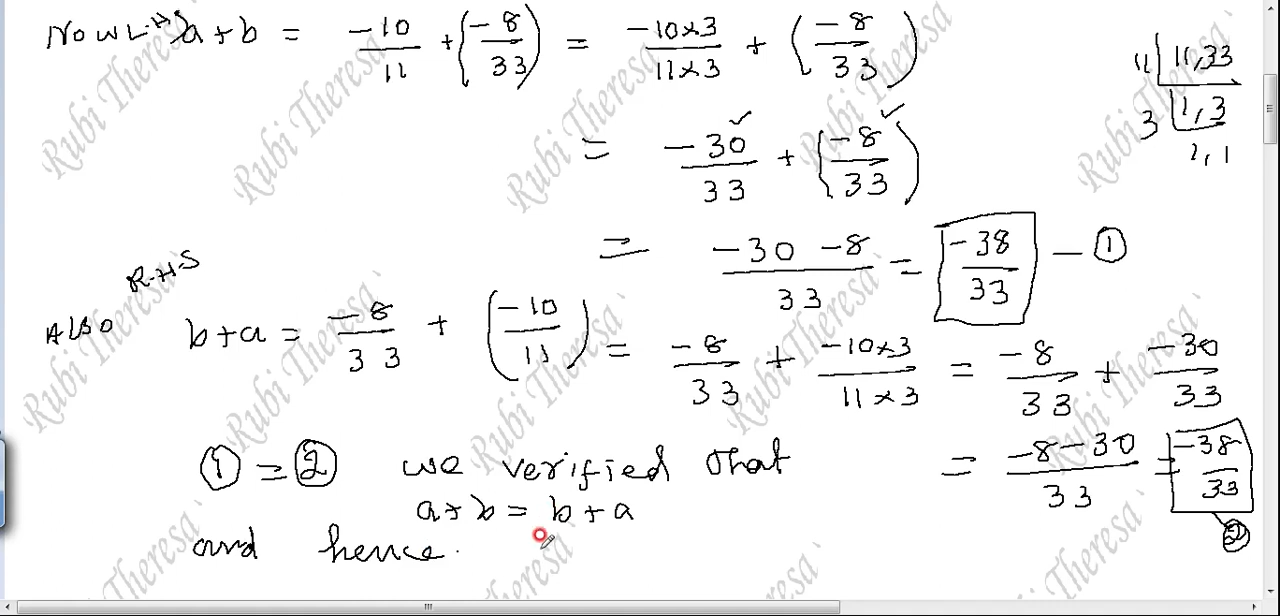 Now L.H.S a + b = -10/11 + (-8/33) = -10×3/11×3 + (-8/33)
11 | 11, 33
3 | 1, 3
1, 1
= -30/33 + (-8/33)
= -30 -8/33 = -38/33 — ①
R.H.S
Also b + a = -8/33 + (-10/11) = -8/33 + -10×3/11×3 = -8/33 + -30/33
= -8-30/33 = -38/33
②
① = ② we verified that
a + b = b + a
and hence.
Rubi Theresa